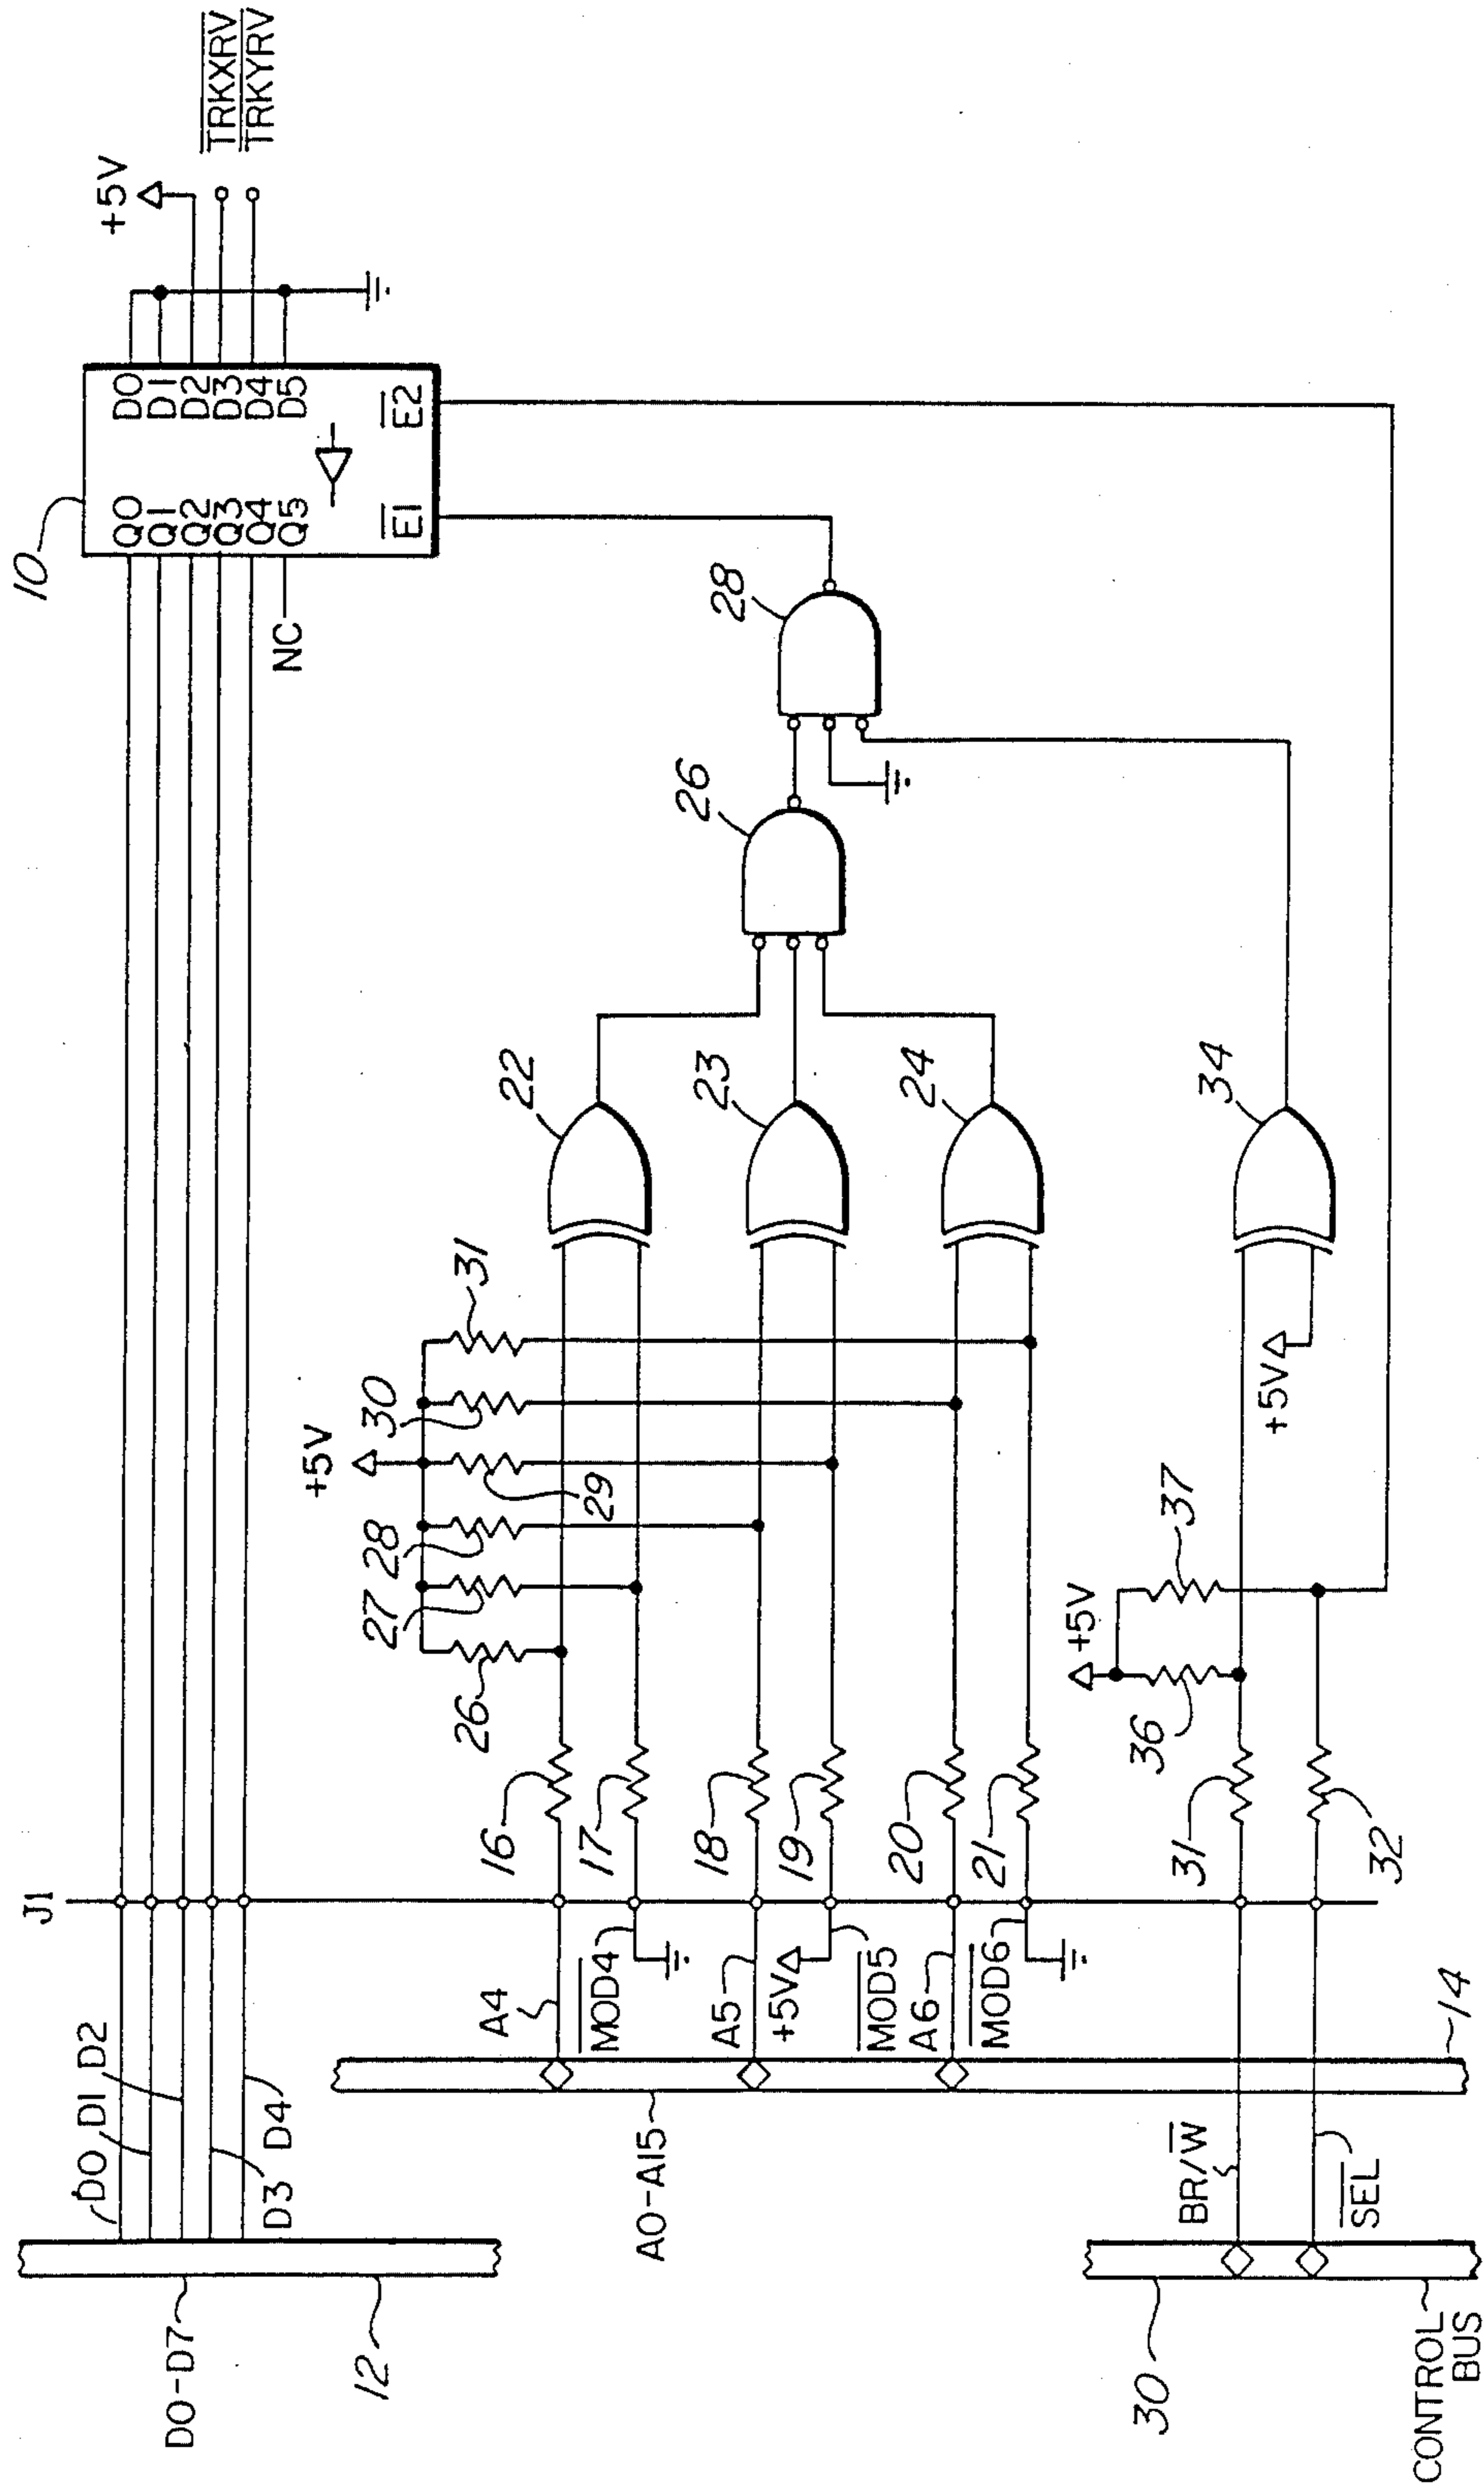 10
Q0 D0
Q1 D1
Q2 D2
Q3 D3
Q4 D4
Q5 D5
E1 E2
+5V
TRKXRV
TRKYRV
NC
28
26
22
23
24
34
31
30
+5V
29
28
27
26
+5V
+5V
37
36
16
17
18
19
20
21
31
32
J1
A4
MOD4
A5
+5V
MOD5
A6
MOD6
14
D0
D1
D2
D3
D4
A0-A15
BR/W
SEL
D0-D7
12
30
CONTROL
BUS